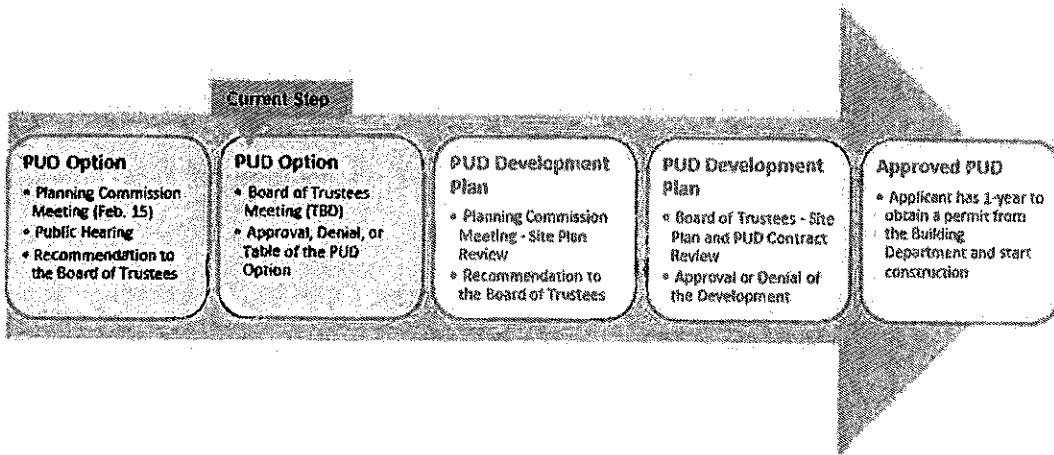 Current Step
PUD Option
• Planning Commission
Meeting (Feb. 15)
• Public Hearing
• Recommendation to
the Board of Trustees
PUD Option
• Board of Trustees
Meeting (TBD)
• Approval, Denial, or
Table of the PUD
Option
PUD Development
Plan
• Planning Commission
Meeting - Site Plan
Review
• Recommendation to
the Board of Trustees
PUD Development
Plan
• Board of Trustees - Site
Plan and PUD Contract
Review
• Approval or Denial of
the Development
Approved PUD
• Applicant has 1-year to
obtain a permit from
the Building
Department and start
construction